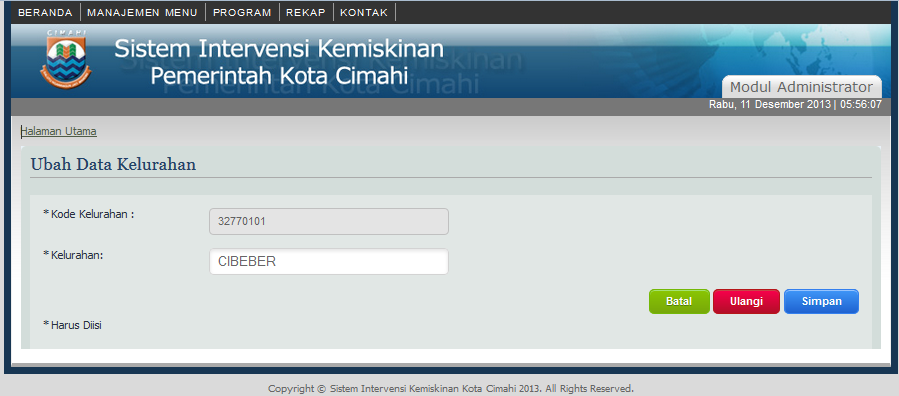 BERANDA MANAJEMEN MENU PROGRAM REKAP KONTAK
CIMAHI
Sistem Intervensi Kemiskinan
Pemerintah Kota Cimahi
Modul Administrator
Rabu, 11 Desember 2013 | 05:56:07
Halaman Utama
Ubah Data Kelurahan
* Kode Kelurahan :
32770101
* Kelurahan:
CIBEBER
Batal Ulangi Simpan
* Harus Diisi
Copyright © Sistem Intervensi Kemiskinan Kota Cimahi 2013. All Rights Reserved.